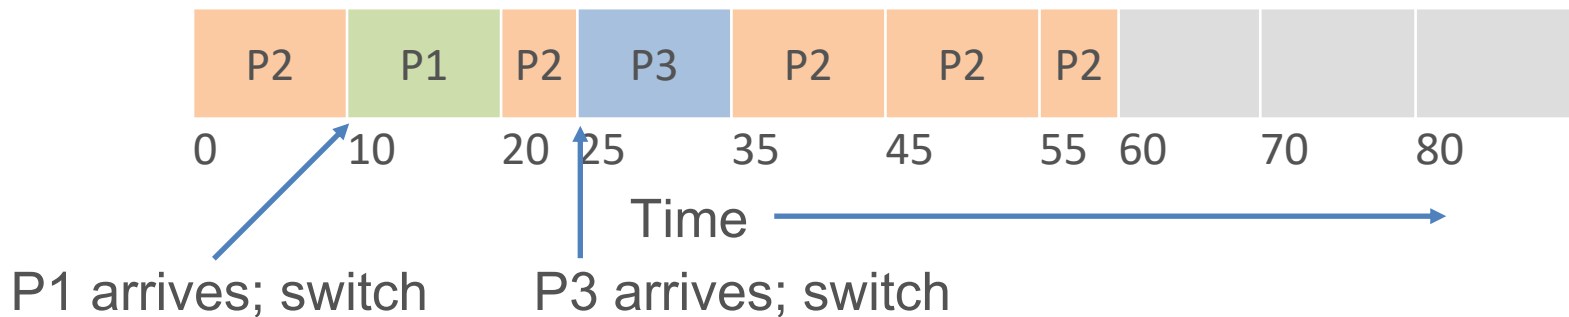 P2 P1 P2 P3 P2 P2 P2
0 10 20 25 35 45 55 60 70 80
Time
P1 arrives; switch P3 arrives; switch